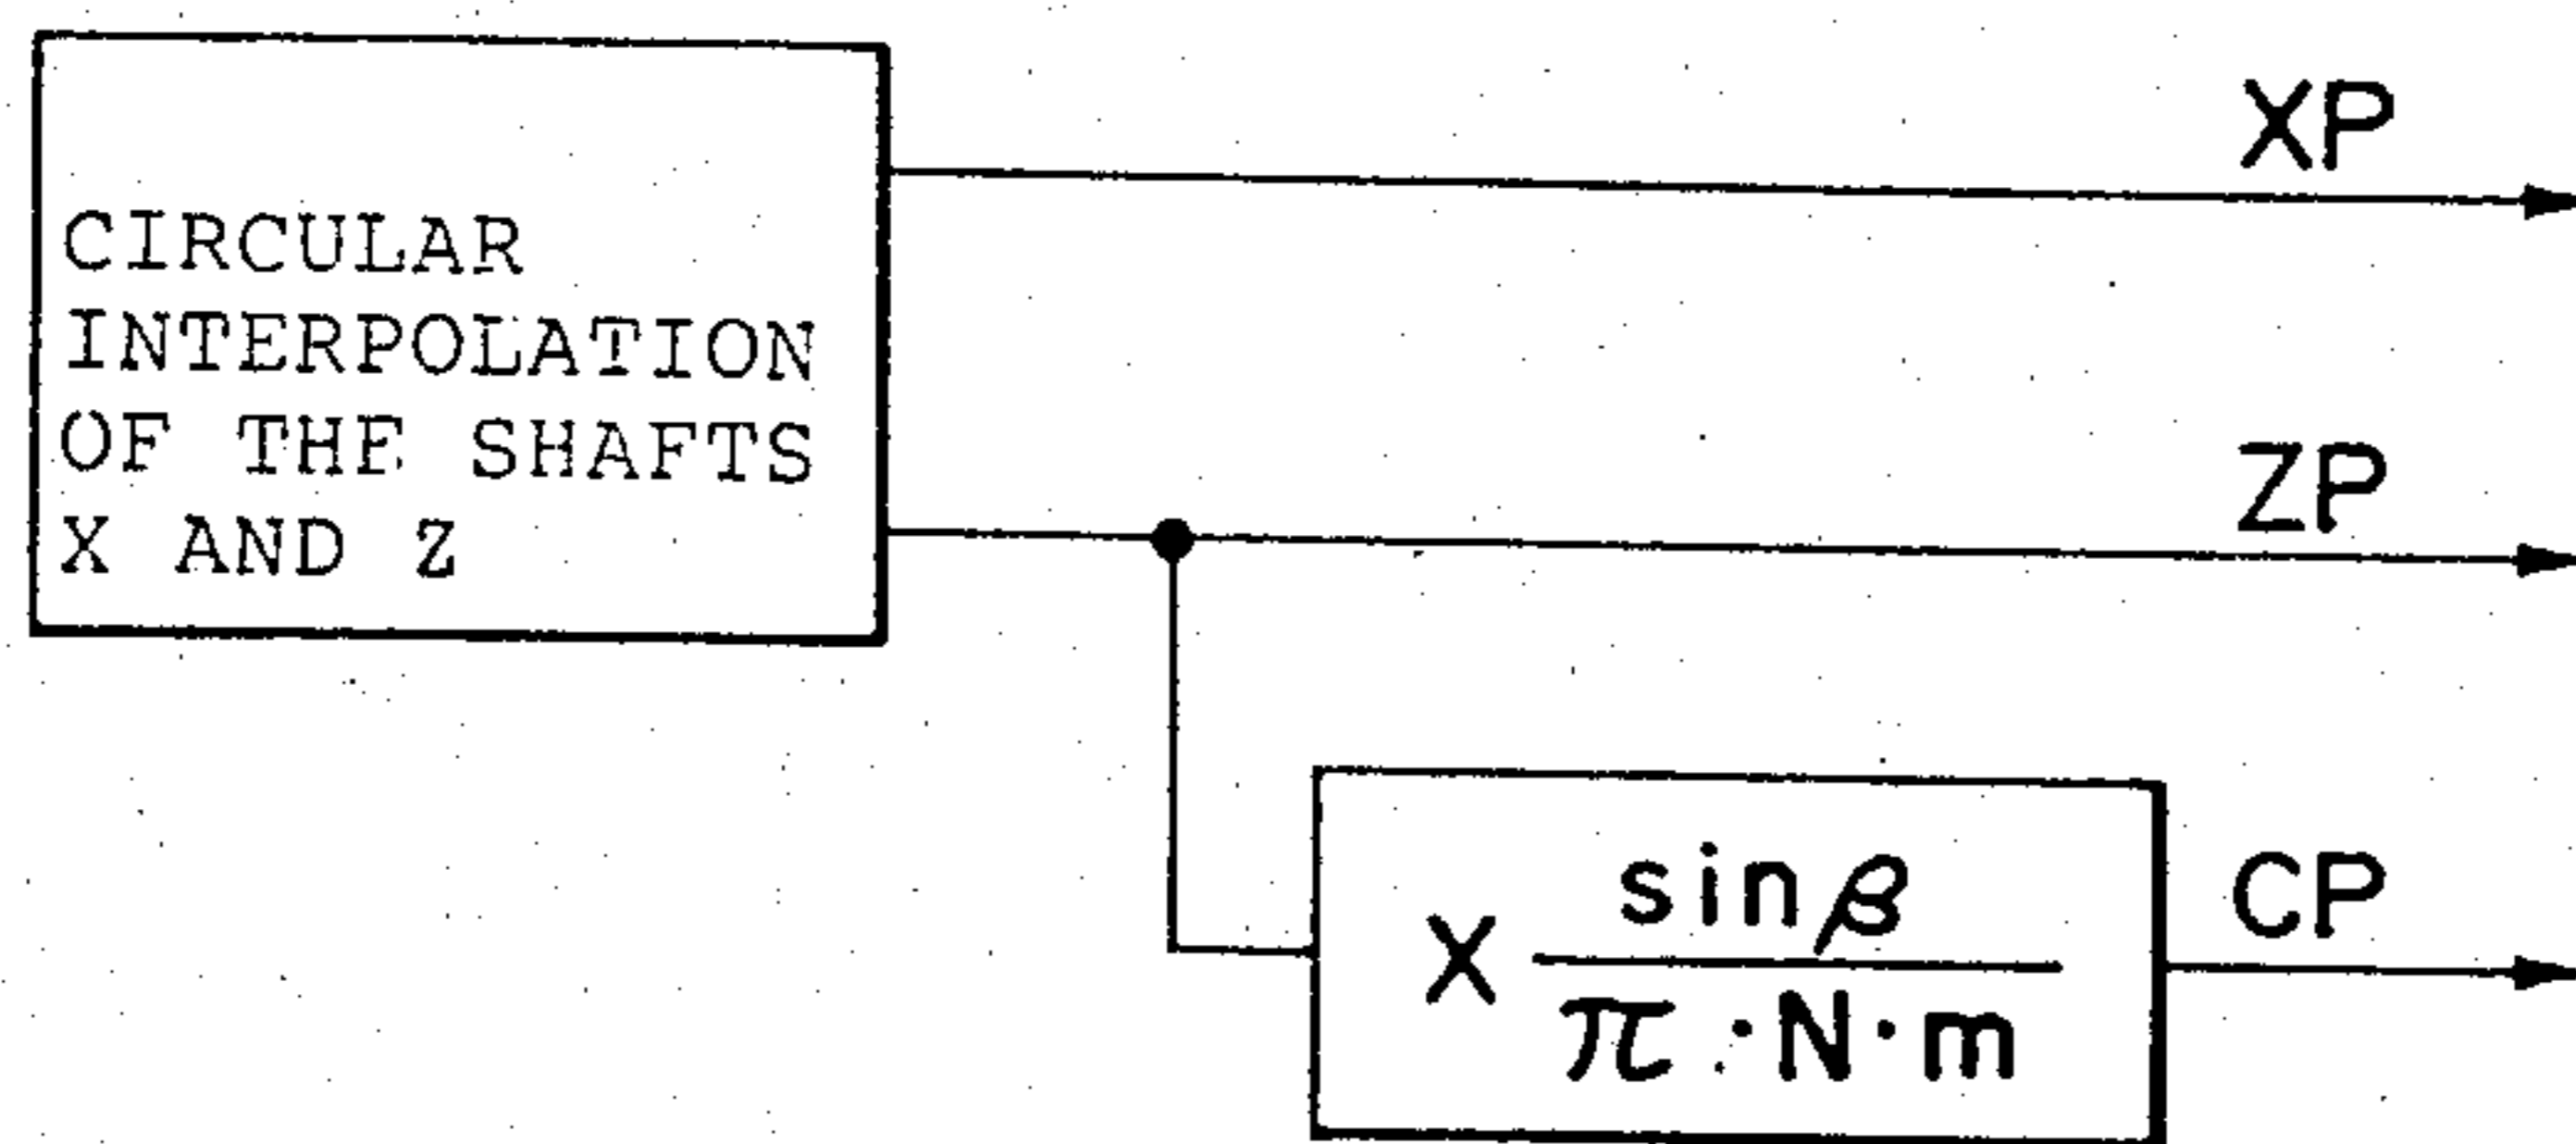 CIRCULAR
INTERPOLATION
OF THE SHAFTS
X AND Z
XP
ZP
X sinβ / π·N·m
CP